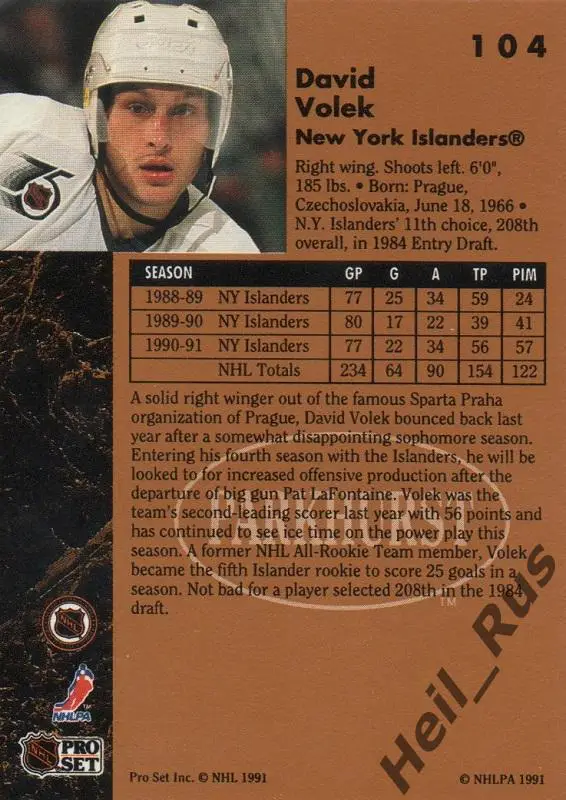 104
David
Volek
New York Islanders®
Right wing. Shoots left. 6'0",
185 lbs. • Born: Prague,
Czechoslovakia, June 18, 1966 •
N.Y. Islanders' 11th choice, 208th
overall, in 1984 Entry Draft.
75
NHL
SEASON GP G A TP PIM
1988-89 NY Islanders 77 25 34 59 24
1989-90 NY Islanders 80 17 22 39 41
1990-91 NY Islanders 77 22 34 56 57
NHL Totals 234 64 90 154 122
A solid right winger out of the famous Sparta Praha
organization of Prague, David Volek bounced back last
year after a somewhat disappointing sophomore season.
Entering his fourth season with the Islanders, he will be
looked to for increased offensive production after the
departure of big gun Pat LaFontaine. Volek was the
team's second-leading scorer last year with 56 points and
has continued to see ice time on the power play this
season. A former NHL All-Rookie Team member, Volek
became the fifth Islander rookie to score 25 goals in a
season. Not bad for a player selected 208th in the 1984
draft.
PARKHURST
TM
NHL
NHLPA
NHL
PRO
SET
Pro Set Inc. © NHL 1991
© NHLPA 1991
Heil_Rus